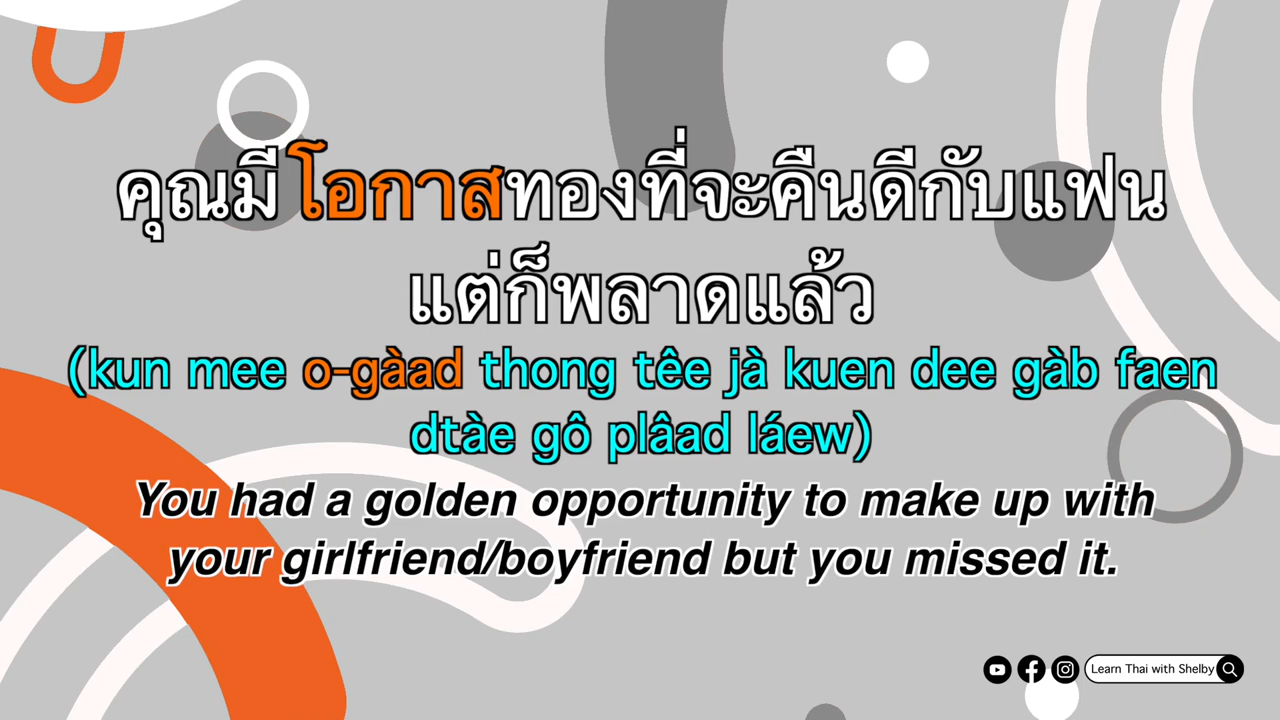 คุณมีโอกาสทองที่จะคืนดีกับแฟน
แต่ก็พลาดแล้ว
(kun mee o-gàad thong têe jà kuen dee gàb faen
dtàe gô plâad láew)
You had a golden opportunity to make up with
your girlfriend/boyfriend but you missed it.
Learn Thai with Shelby